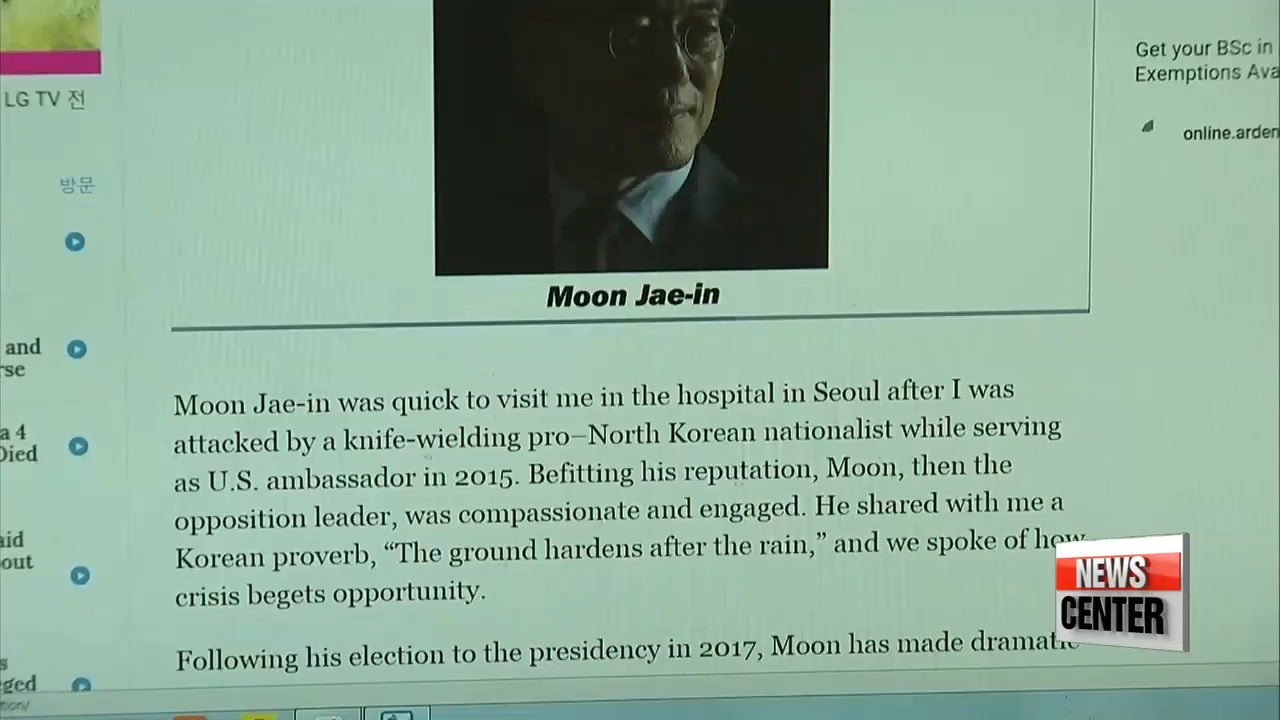 Get your BSc in
Exemptions Ava
online.arden
LG TV 전
방문
and
rse
a 4
Died
aid
out
s
ged
Moon Jae-in
Moon Jae-in was quick to visit me in the hospital in Seoul after I was
attacked by a knife-wielding pro–North Korean nationalist while serving
as U.S. ambassador in 2015. Befitting his reputation, Moon, then the
opposition leader, was compassionate and engaged. He shared with me a
Korean proverb, “The ground hardens after the rain,” and we spoke of how
crisis begets opportunity.
Following his election to the presidency in 2017, Moon has made dramatic
NEWS
CENTER